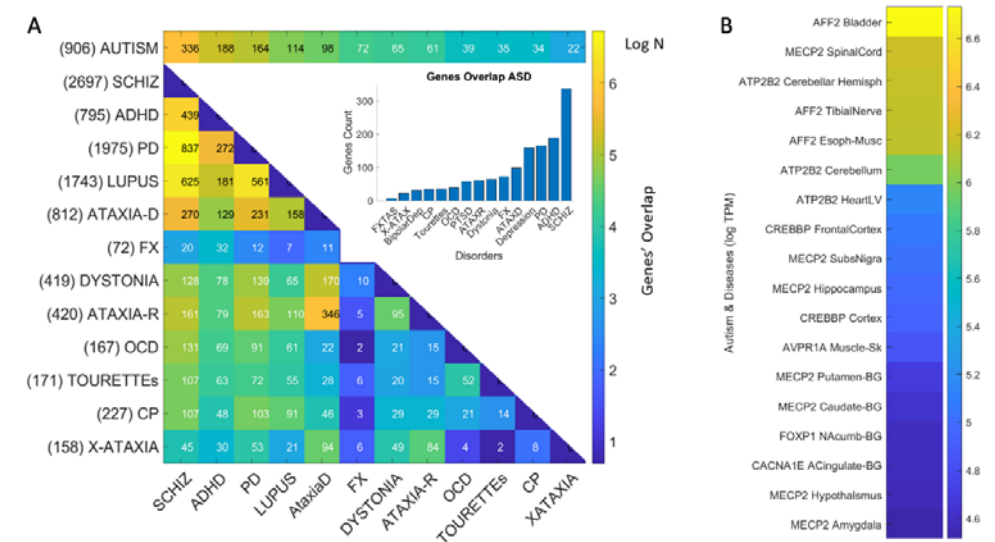 A
B
(906) AUTISM 336 188 164 114 98 72 65 61 39 35 34 22
Log N
(2697) SCHIZ
(795) ADHD 439
(1975) PD 837 272
(1743) LUPUS 625 181 561
(812) ATAXIA-D 270 129 231 158
(72) FX 20 32 12 7 11
(419) DYSTONIA 128 78 139 65 170 10
(420) ATAXIA-R 161 79 163 110 346 5 95
(167) OCD 131 69 91 61 22 2 21 15
(171) TOURETTEs 107 63 72 55 28 6 20 15 52
(227) CP 107 48 103 91 46 3 29 29 21 14
(158) X-ATAXIA 45 30 53 21 94 6 49 84 4 2 8
SCHIZ
ADHD
PD
LUPUS
AtaxiaD
FX
DYSTONIA
ATAXIA-R
OCD
TOURETTEs
CP
XATAXIA
Genes Overlap ASD
Genes Count
300
200
100
0
FXTAS
X-ATAX
BipolarDep
CP
Tourettes
OCD
PTSD
ATAXR
Dystonia
FX
ATAXD
Depression
PD
ADHD
SCHIZ
Disorders
6
5
4
3
2
1
Genes' Overlap
Autism & Diseases (log TPM)
AFF2 Bladder
MECP2 SpinalCord
ATP2B2 Cerebellar Hemisph
AFF2 TibialNerve
AFF2 Esoph-Musc
ATP2B2 Cerebellum
ATP2B2 HeartLV
CREBBP FrontalCortex
MECP2 SubsNigra
MECP2 Hippocampus
CREBBP Cortex
AVPR1A Muscle-Sk
MECP2 Putamen-BG
MECP2 Caudate-BG
FOXP1 NAcumb-BG
CACNA1E ACingulate-BG
MECP2 Hypothalsmus
MECP2 Amygdala
6.6
6.4
6.2
6
5.8
5.6
5.4
5.2
5
4.8
4.6